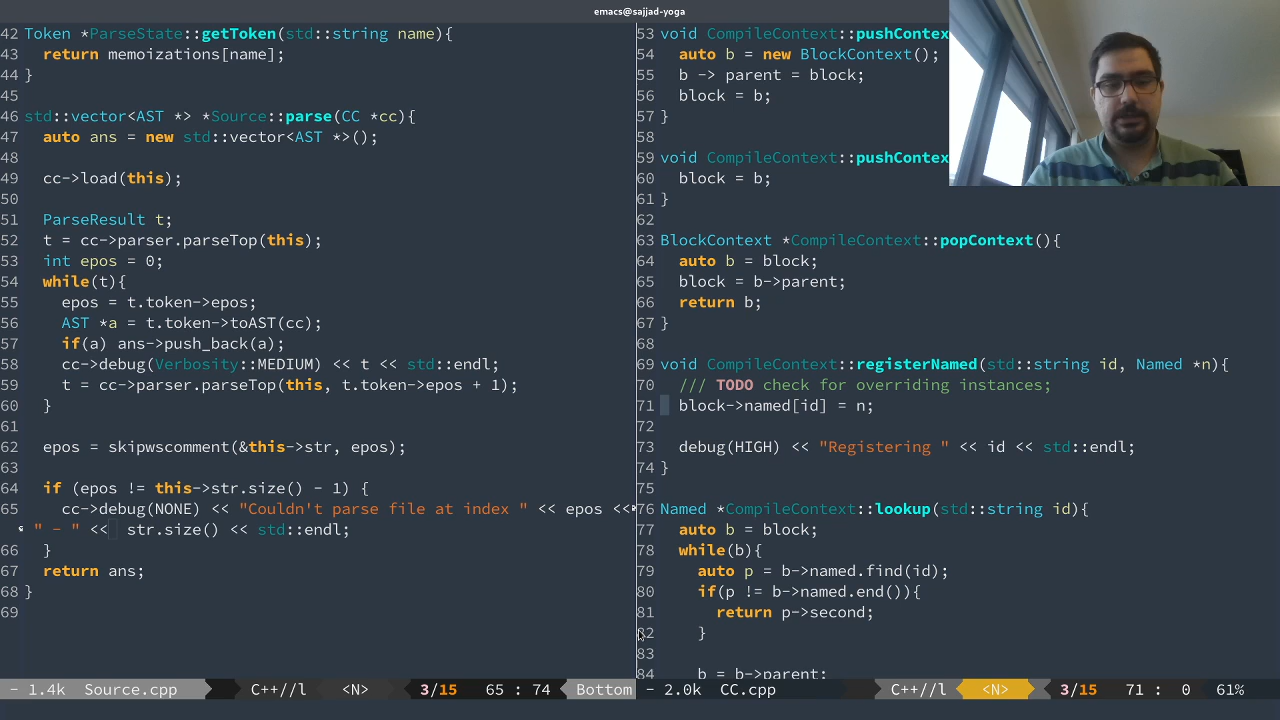 emacs@sajjad-yoga
42 Token *ParseState::getToken(std::string name){
43   return memoizations[name];
44 }
45
46 std::vector<AST *> *Source::parse(CC *cc){
47   auto ans = new std::vector<AST *>();
48
49   cc->load(this);
50
51   ParseResult t;
52   t = cc->parser.parseTop(this);
53   int epos = 0;
54   while(t){
55     epos = t.token->epos;
56     AST *a = t.token->toAST(cc);
57     if(a) ans->push_back(a);
58     cc->debug(Verbosity::MEDIUM) << t << std::endl;
59     t = cc->parser.parseTop(this, t.token->epos + 1);
60   }
61
62   epos = skipwscomment(&this->str, epos);
63
64   if (epos != this->str.size() - 1) {
65     cc->debug(NONE) << "Couldn't parse file at index " << epos <<
" - " << str.size() << std::endl;
66   }
67   return ans;
68 }
69
- 1.4k Source.cpp C++//l <N> 3/15 65 : 74 Bottom
53 void CompileContext::pushContex
54   auto b = new BlockContext();
55   b -> parent = block;
56   block = b;
57 }
58
59 void CompileContext::pushContex
60   block = b;
61 }
62
63 BlockContext *CompileContext::popContext(){
64   auto b = block;
65   block = b->parent;
66   return b;
67 }
68
69 void CompileContext::registerNamed(std::string id, Named *n){
70   /// TODO check for overriding instances;
71   block->named[id] = n;
72
73   debug(HIGH) << "Registering " << id << std::endl;
74 }
75
76 Named *CompileContext::lookup(std::string id){
77   auto b = block;
78   while(b){
79     auto p = b->named.find(id);
80     if(p != b->named.end()){
81       return p->second;
82     }
83
84     b = b->parent;
- 2.0k CC.cpp C++//l <N> 3/15 71 : 0 61%